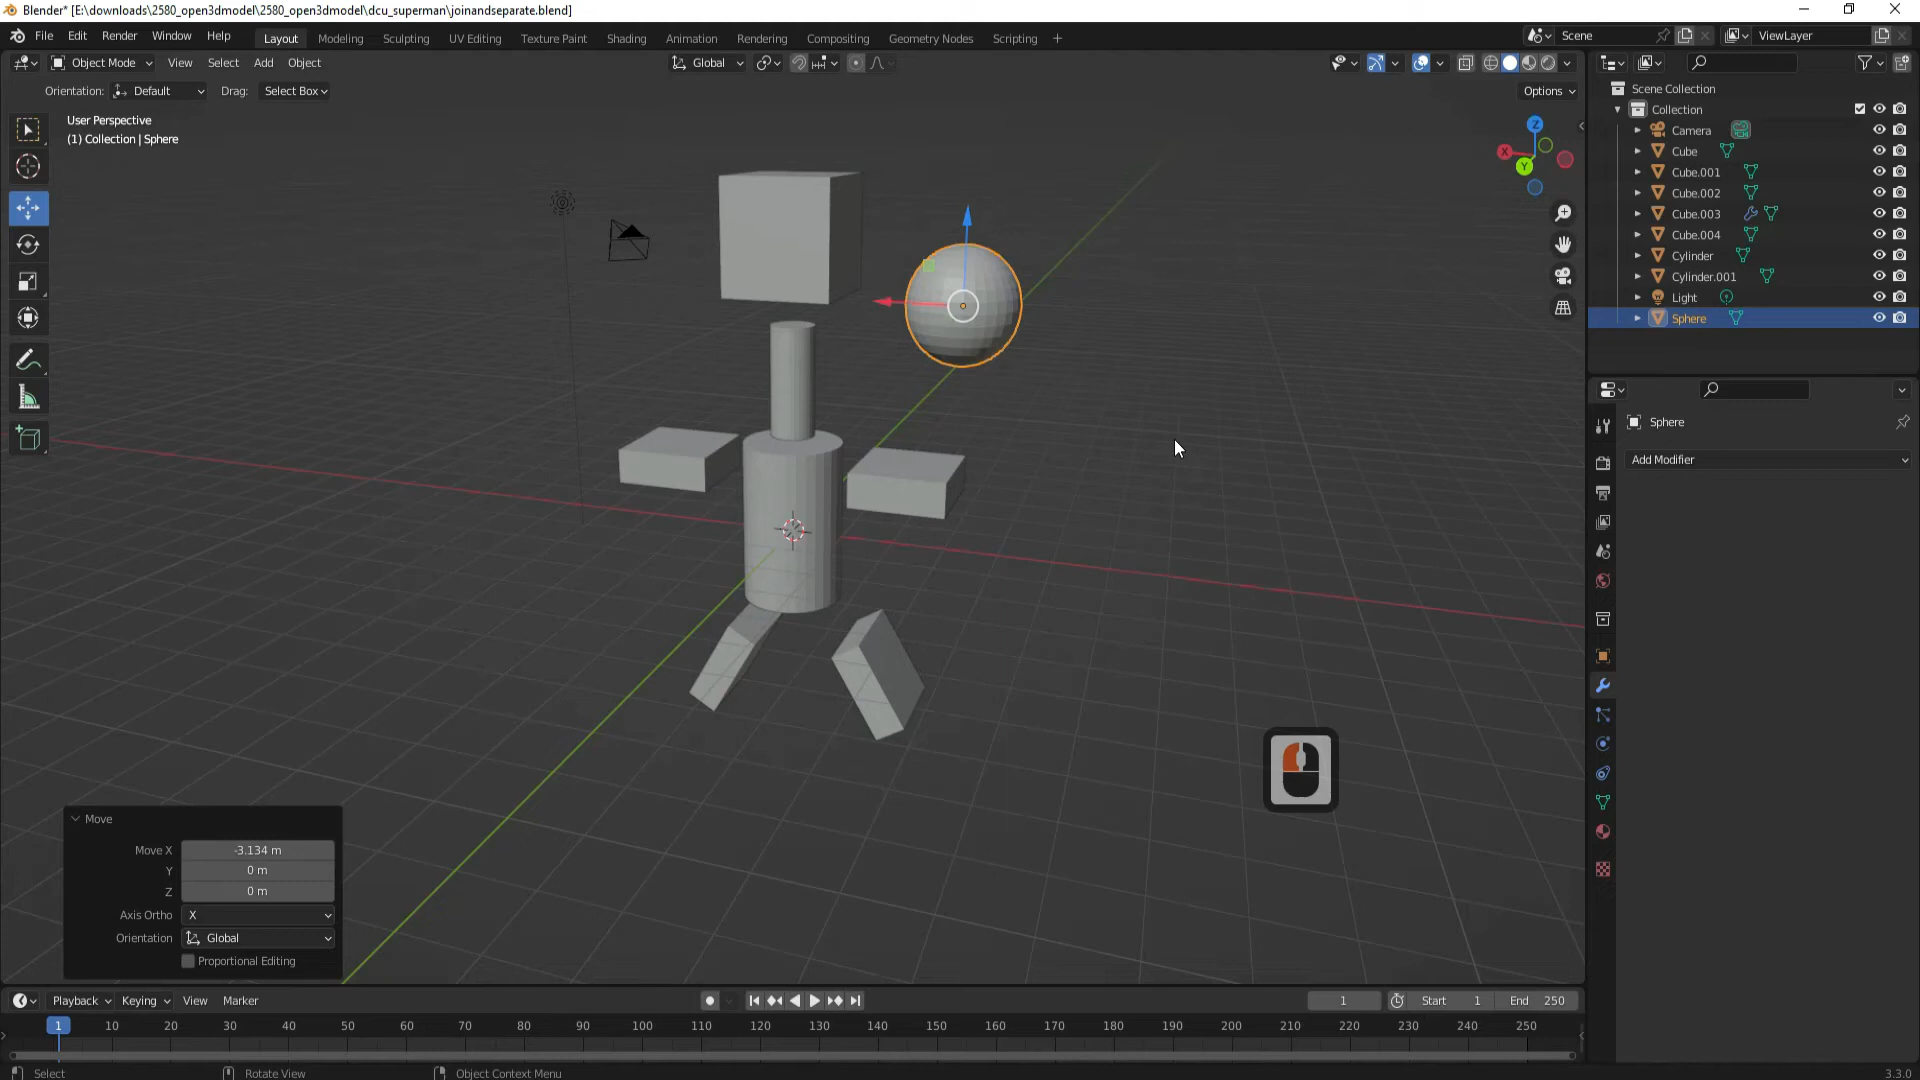 Blender* [E:\downloads\2580_open3dmodel\2580_open3dmodel\dcu_superman\joinandseparate.blend]
File Edit Render Window Help
Layout Modeling Sculpting UV Editing Texture Paint Shading Animation Rendering Compositing Geometry Nodes Scripting +
Scene
ViewLayer
Object Mode View Select Add Object
Global
Orientation: Default Drag: Select Box
Options
User Perspective
(1) Collection | Sphere
Z
X
Y
Scene Collection
Collection
Camera
Cube
Cube.001
Cube.002
Cube.003
Cube.004
Cylinder
Cylinder.001
Light
Sphere
Sphere
Add Modifier
Move
Move X -3.134 m
Y 0 m
Z 0 m
Axis Ortho X
Orientation Global
Proportional Editing
Playback Keying View Marker
1 Start 1 End 250
1 10 20 30 40 50 60 70 80 90 100 110 120 130 140 150 160 170 180 190 200 210 220 230 240 250
Select Rotate View Object Context Menu
3.3.0